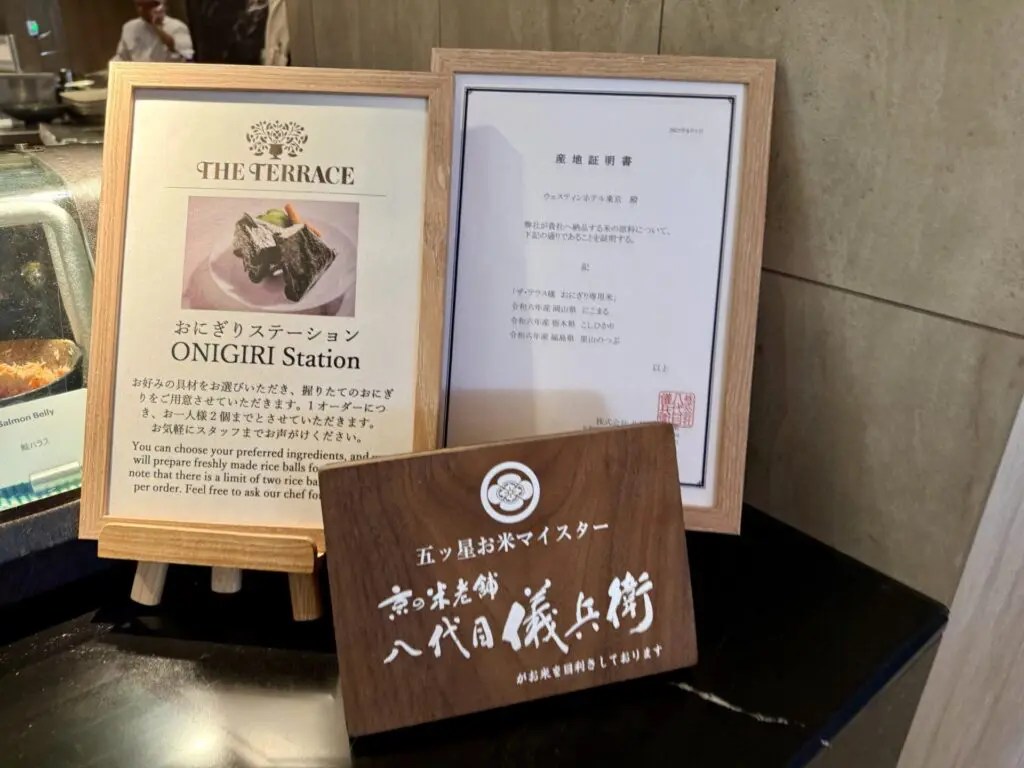 THE TERRACE
おにぎりステーション
ONIGIRI Station
お好みの具材をお選びいただき、握りたてのおにぎ
りをご用意させていただきます。1オーダーにつ
き、お一人様2個までとさせていただきます。
お気軽にスタッフまでお声がけください。
You can choose your preferred ingredients, and
will prepare freshly made rice balls fo
note that there is a limit of two rice ba
per order. Feel free to ask our chef fo
産地証明書
ウェスティンホテル東京 殿
弊社が貴社へ納品する米の原料について、
下記の通りであることを証明する。
記
「ザ・テラス様 おにぎり専用米」
令和六年産 岡山県 にこまる
令和六年産 栃木県 こしひかり
令和六年産 福島県 里山のつぶ
以上
株式会社
五ッ星お米マイスター
京の米老舗
八代目儀兵衛
がお米を目利きしております
Salmon Belly
鮭ハラス